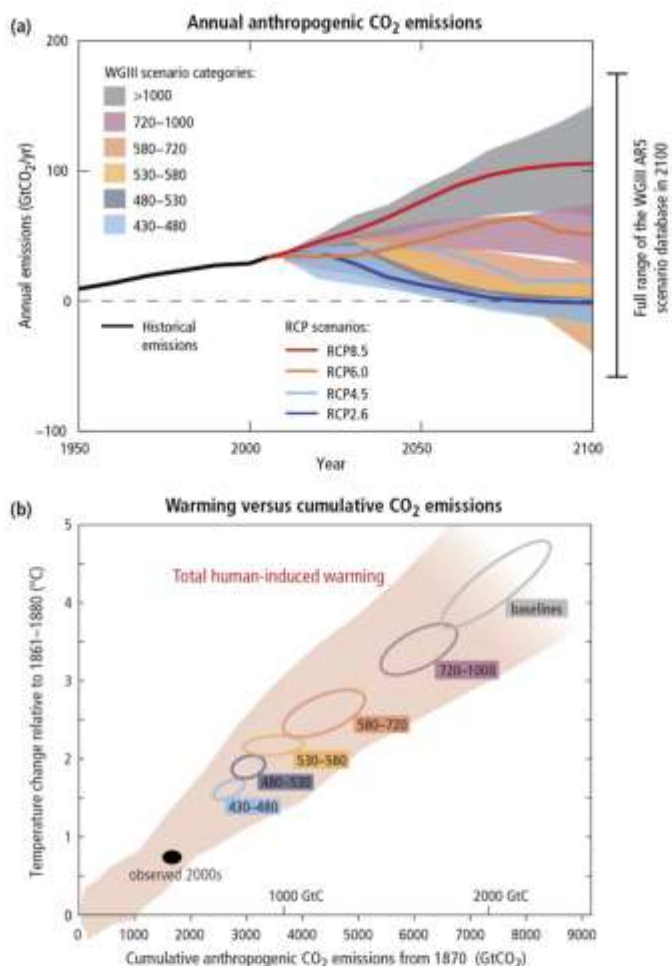 (a)
Annual anthropogenic CO₂ emissions
200
WGIII scenario categories:
>1000
720–1000
580–720
530–580
480–530
430–480
100
0
−100
Annual emissions (GtCO₂/yr)
Historical
emissions
RCP scenarios:
RCP8.5
RCP6.0
RCP4.5
RCP2.6
1950
2000
2050
2100
Year
Full range of the WGIII AR5
scenario database in 2100
(b)
Warming versus cumulative CO₂ emissions
5
4
3
2
1
0
Temperature change relative to 1861–1880 (°C)
Total human-induced warming
baselines
720–1000
580–720
530–580
480–530
430–480
observed 2000s
1000 GtC
2000 GtC
0
1000
2000
3000
4000
5000
6000
7000
8000
9000
Cumulative anthropogenic CO₂ emissions from 1870 (GtCO₂)